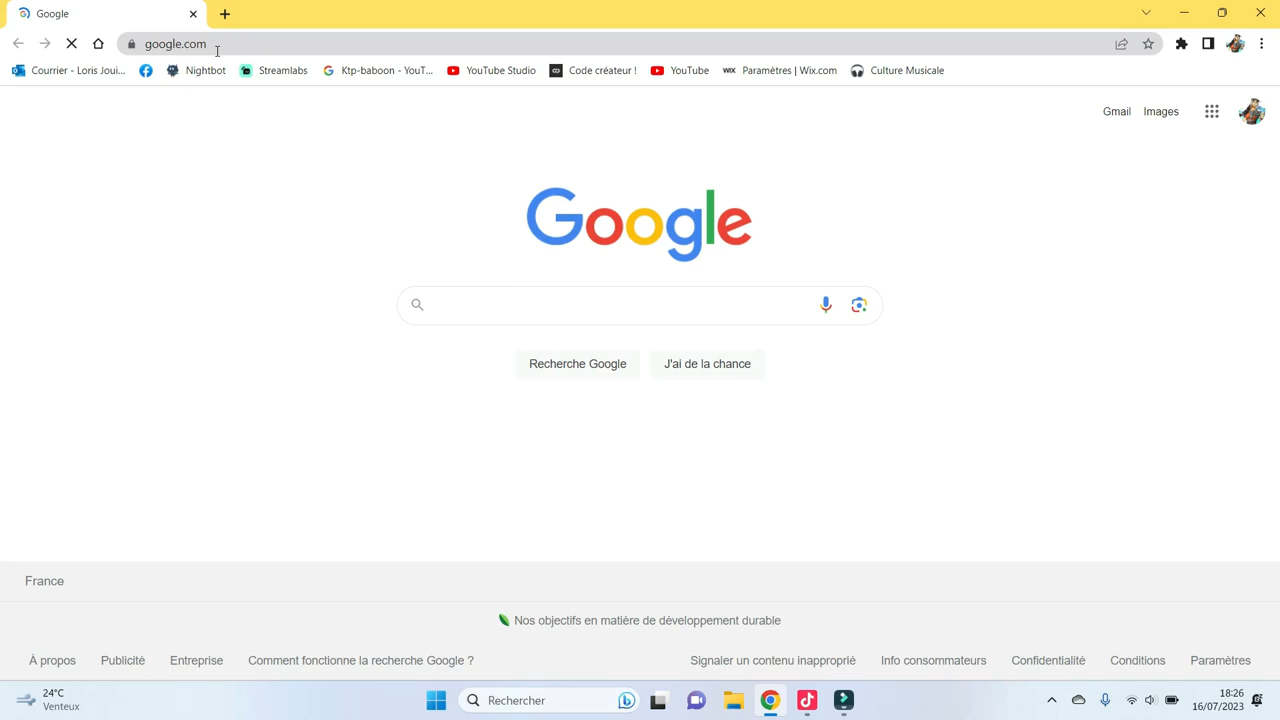 Google
google.com
Courrier - Loris Joui...
Nightbot
Streamlabs
Ktp-baboon - YouT...
YouTube Studio
Code créateur !
YouTube
WIX
Paramètres | Wix.com
Culture Musicale
Gmail
Images
Google
Recherche Google
J'ai de la chance
France
Nos objectifs en matière de développement durable
À propos
Publicité
Entreprise
Comment fonctionne la recherche Google ?
Signaler un contenu inapproprié
Info consommateurs
Confidentialité
Conditions
Paramètres
24°C
Venteux
Rechercher
18:26
16/07/2023